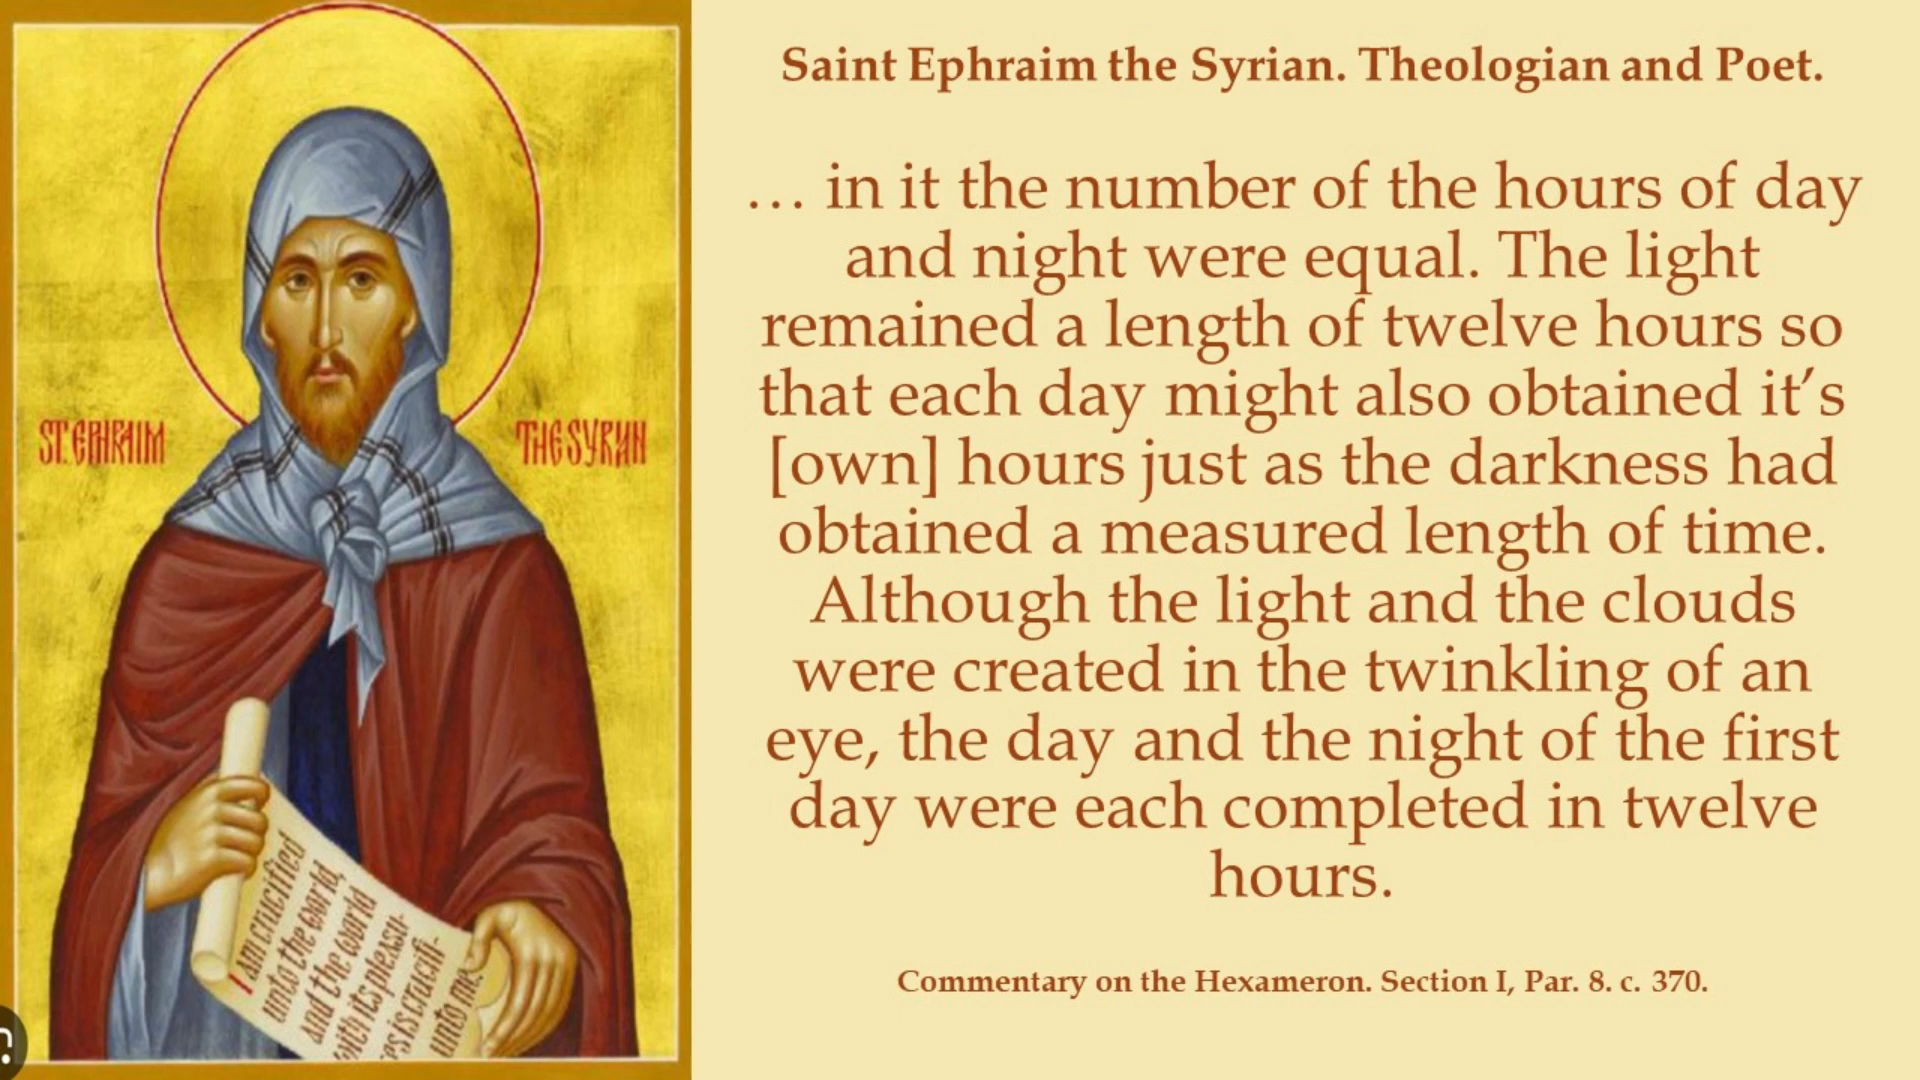 Saint Ephraim the Syrian. Theologian and Poet.
… in it the number of the hours of day
and night were equal. The light
remained a length of twelve hours so
that each day might also obtained it’s
[own] hours just as the darkness had
obtained a measured length of time.
Although the light and the clouds
were created in the twinkling of an
eye, the day and the night of the first
day were each completed in twelve
hours.
Commentary on the Hexameron. Section I, Par. 8. c. 370.
ST. EPHRAIM
THE SYRIAN
I am crucified
unto the world,
and the world
with its pleasu-
res is crucifi-
unto me,